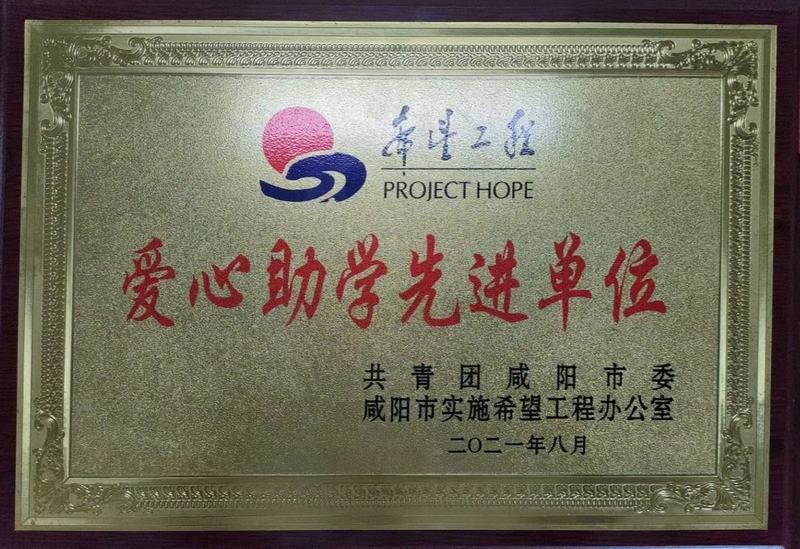 希望工程
PROJECT HOPE
爱心助学先进单位
共青团咸阳市委
咸阳市实施希望工程办公室
二〇二一年八月